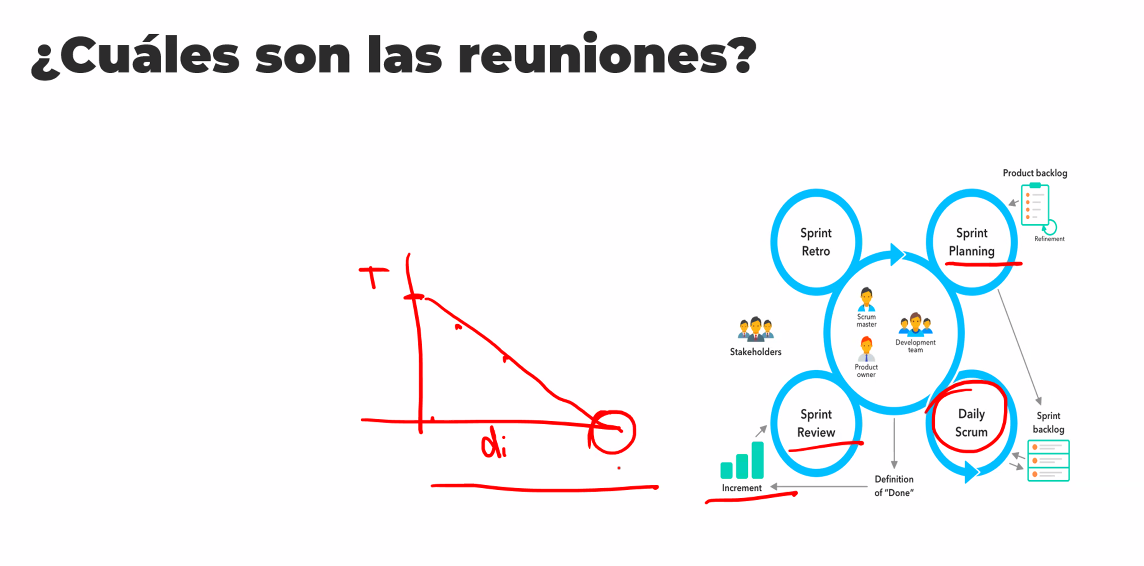 ¿Cuáles son las reuniones?
Product backlog
Refinement
Sprint
Retro
Sprint
Planning
Scrum
master
Development
team
Product
owner
Stakeholders
T
di
Sprint
Review
Daily
Scrum
Sprint
backlog
Increment
Definition
of "Done"